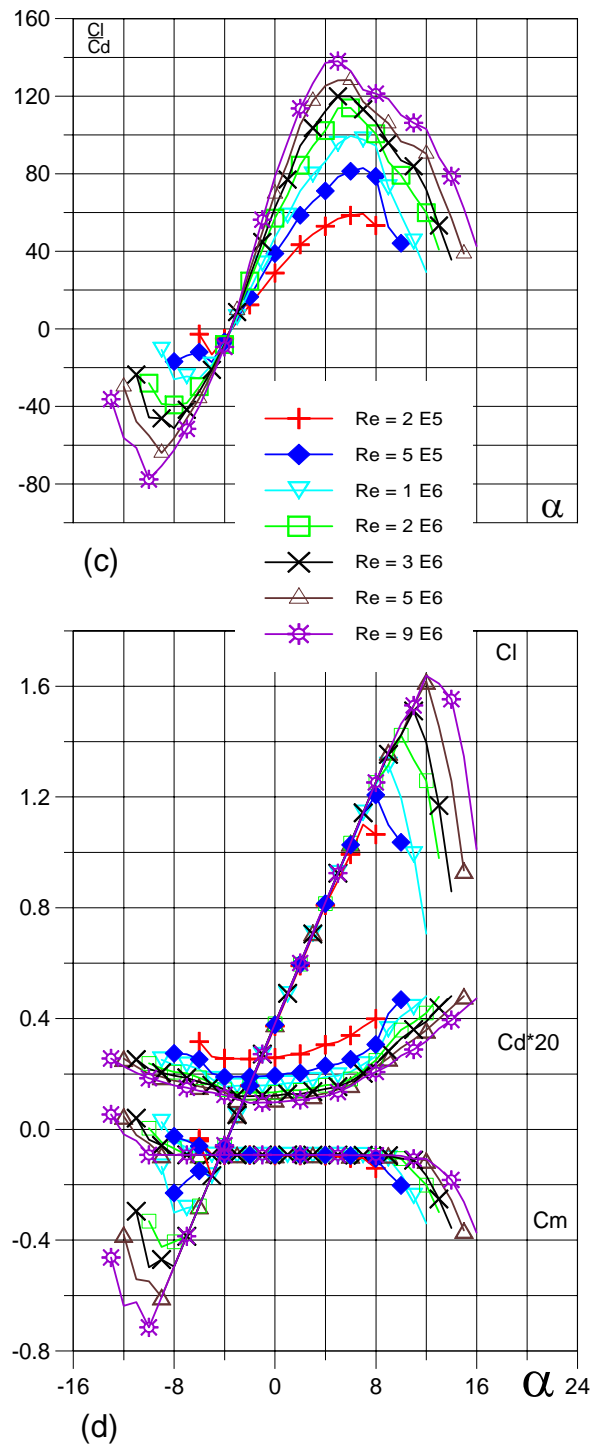 160
Cl
Cd
120
80
40
0
-40
-80
α
(c)
Re = 2 E5
Re = 5 E5
Re = 1 E6
Re = 2 E6
Re = 3 E6
Re = 5 E6
Re = 9 E6
Cl
1.6
1.2
0.8
0.4
Cd*20
0.0
Cm
-0.4
-0.8
-16 -8 0 8 16 α 24
(d)